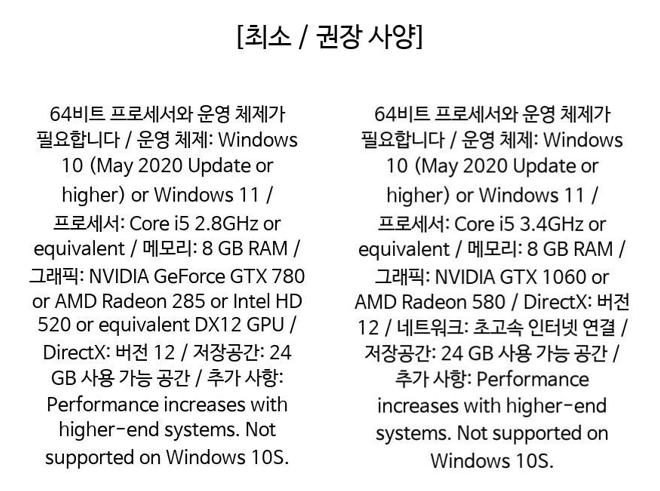 [최소 / 권장 사양]
64비트 프로세서와 운영 체제가
필요합니다 / 운영 체제: Windows
10 (May 2020 Update or
higher) or Windows 11 /
프로세서: Core i5 2.8GHz or
equivalent / 메모리: 8 GB RAM /
그래픽: NVIDIA GeForce GTX 780
or AMD Radeon 285 or Intel HD
520 or equivalent DX12 GPU /
DirectX: 버전 12 / 저장공간: 24
GB 사용 가능 공간 / 추가 사항:
Performance increases with
higher-end systems. Not
supported on Windows 10S.
64비트 프로세서와 운영 체제가
필요합니다 / 운영 체제: Windows
10 (May 2020 Update or
higher) or Windows 11 /
프로세서: Core i5 3.4GHz or
equivalent / 메모리: 8 GB RAM /
그래픽: NVIDIA GTX 1060 or
AMD Radeon 580 / DirectX: 버전
12 / 네트워크: 초고속 인터넷 연결 /
저장공간: 24 GB 사용 가능 공간 /
추가 사항: Performance
increases with higher-end
systems. Not supported on
Windows 10S.